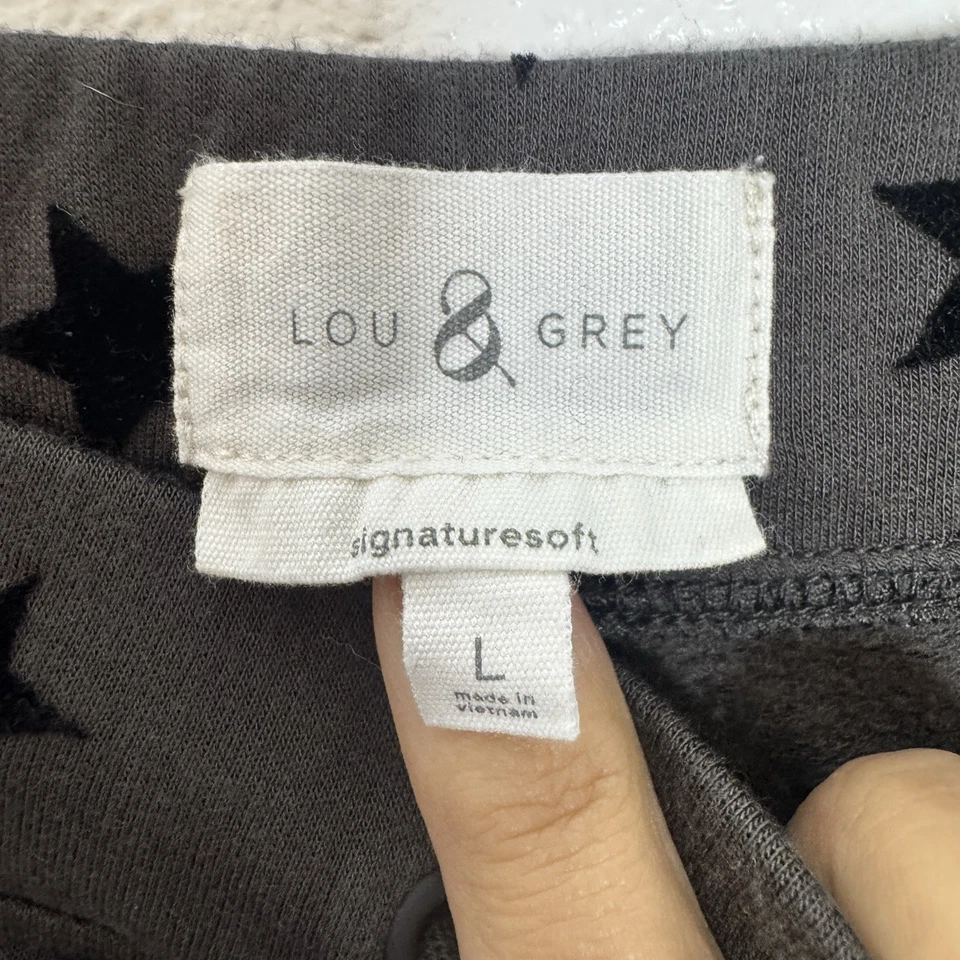 LOU & GREY
signaturesoft
L
made in
vietnam